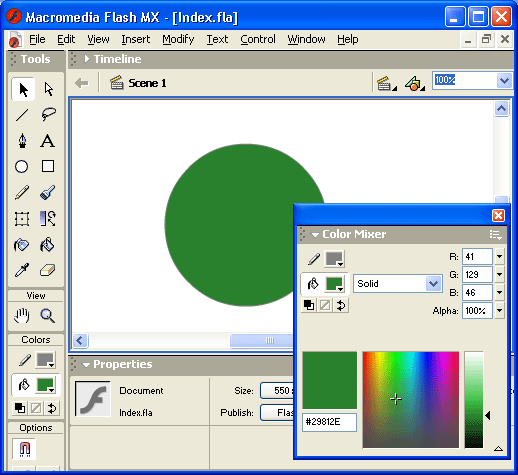 Macromedia Flash MX - [Index.fla]
File Edit View Insert Modify Text Control Window Help
Tools
Timeline
Scene 1
100%
A
View
Colors
Options
Color Mixer
R: 41
Solid
G: 129
B: 46
Alpha: 100%
#29812E
Properties
Document
Size: 550
Index.fla
Publish: Flas